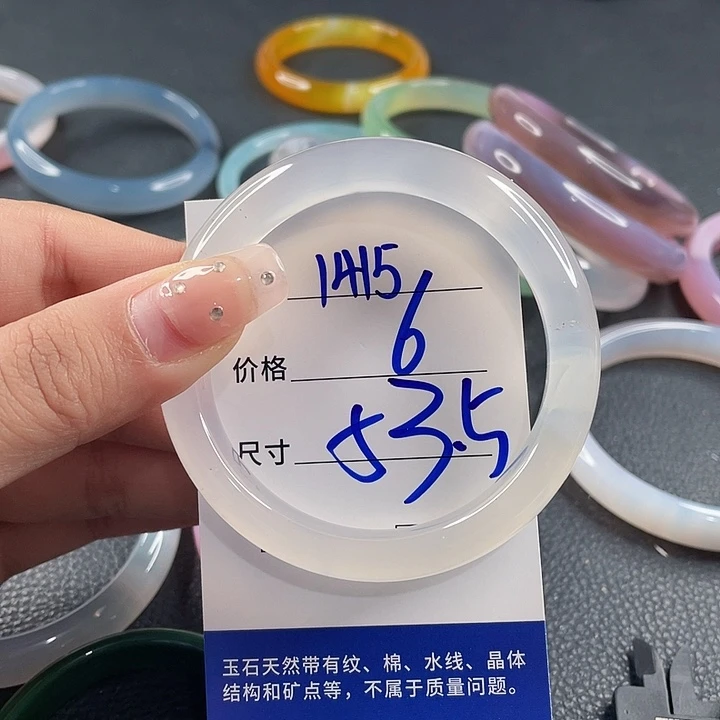 1415
6
价格
尺寸 53.5
玉石天然带有纹、棉、水线、晶体
结构和矿点等，不属于质量问题。